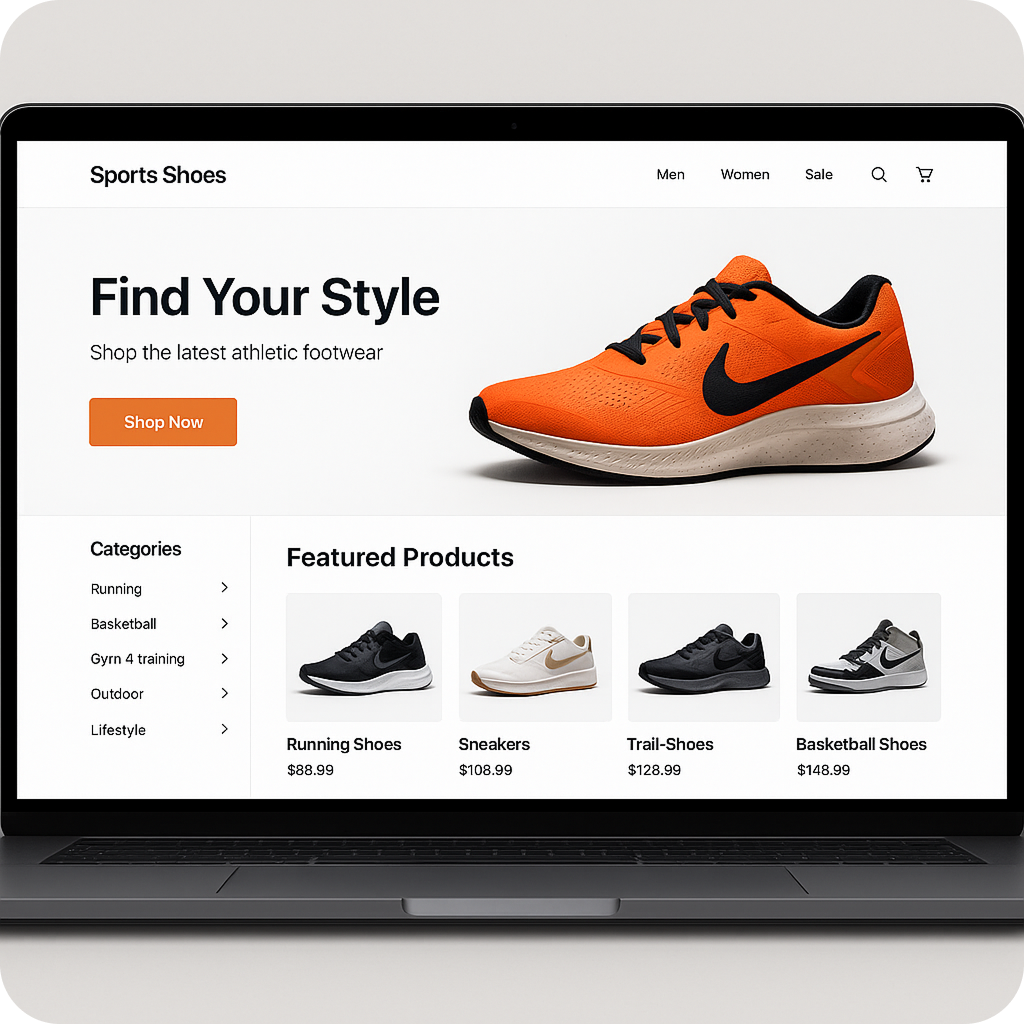 Sports Shoes
Men Women Sale
Find Your Style
Shop the latest athletic footwear
Shop Now
Categories
Running
Basketball
Gyrn 4 training
Outdoor
Lifestyle
Featured Products
Running Shoes
$88.99
Sneakers
$108.99
Trail-Shoes
$128.99
Basketball Shoes
$148.99